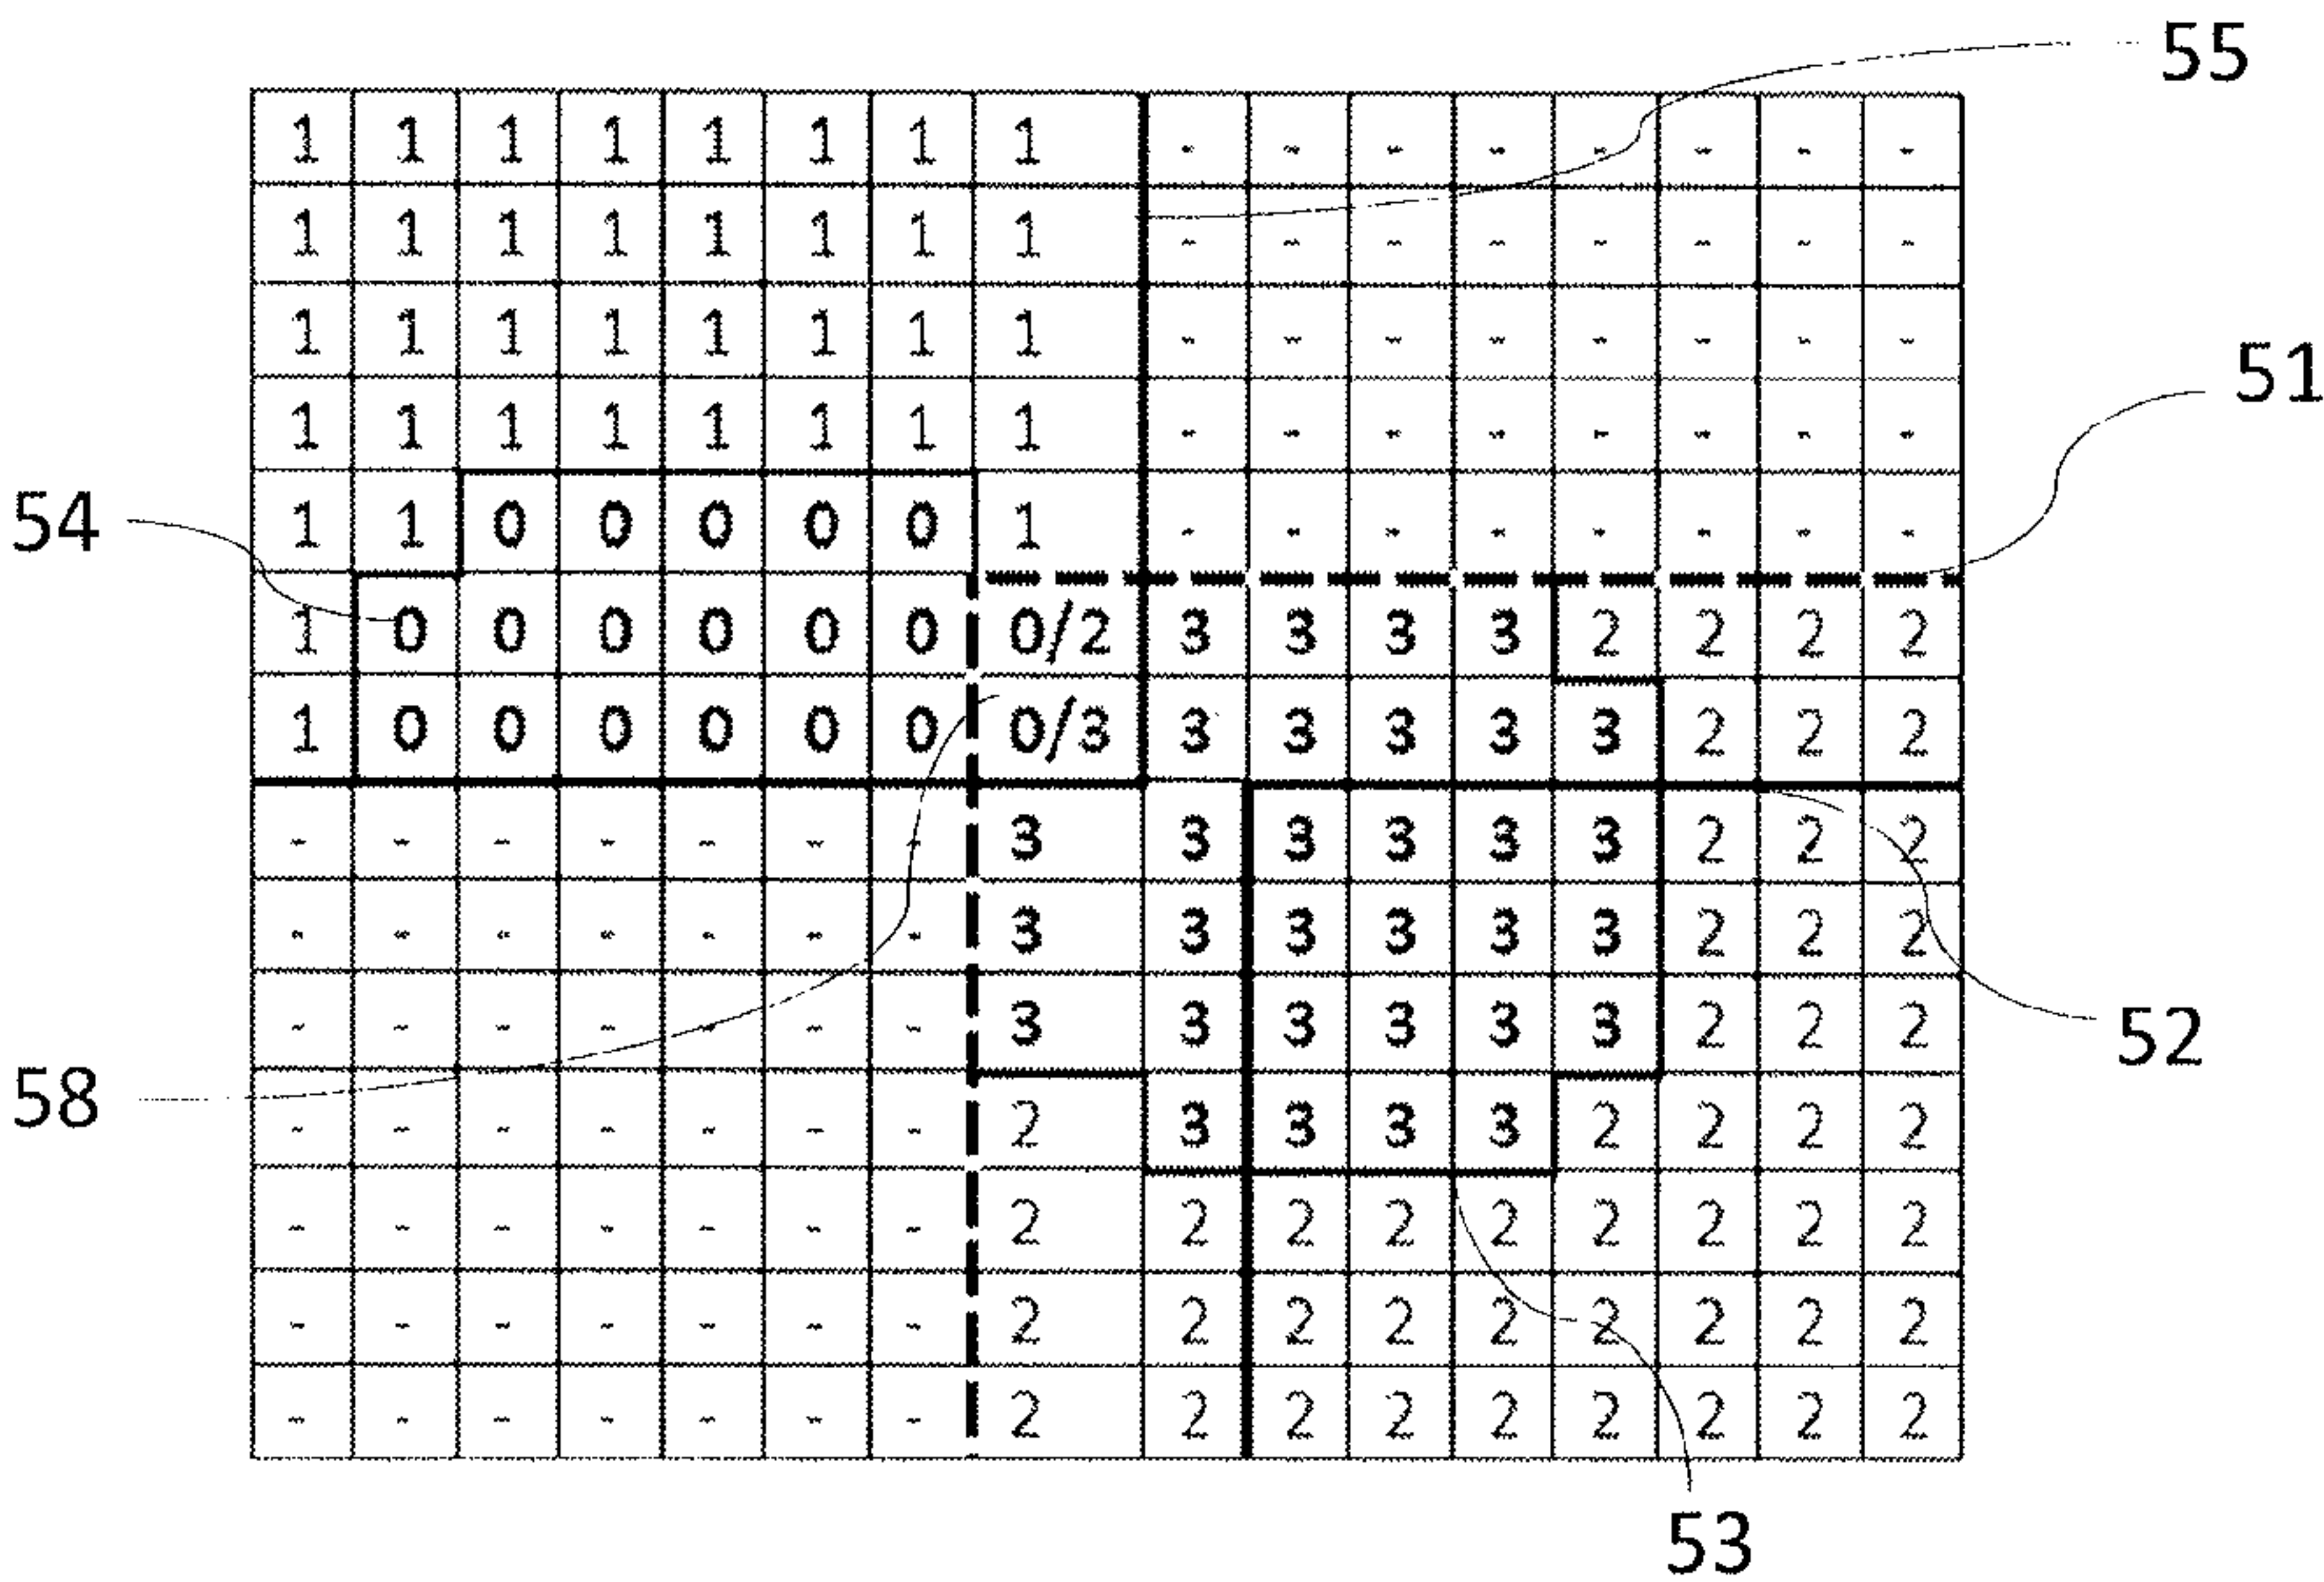 55
1 1 1 1 1 1 1 1 - - - - - - - -
1 1 1 1 1 1 1 1 - - - - - - - -
1 1 1 1 1 1 1 1 - - - - - - - -
51
1 1 1 1 1 1 1 1 - - - - - - - -
54
1 1 0 0 0 0 0 1 - - - - - - - -
1 0 0 0 0 0 0 0/2 3 3 3 3 2 2 2 2
1 0 0 0 0 0 0 0/3 3 3 3 3 3 2 2 2
- - - - - - - 3 3 3 3 3 3 2 2 2
- - - - - - - 3 3 3 3 3 3 2 2 2
- - - - - - - 3 3 3 3 3 3 2 2 2
52
58
- - - - - - - 2 3 3 3 3 2 2 2 2
- - - - - - - 2 2 2 2 2 2 2 2 2
- - - - - - - 2 2 2 2 2 2 2 2 2
- - - - - - - 2 2 2 2 2 2 2 2 2
53